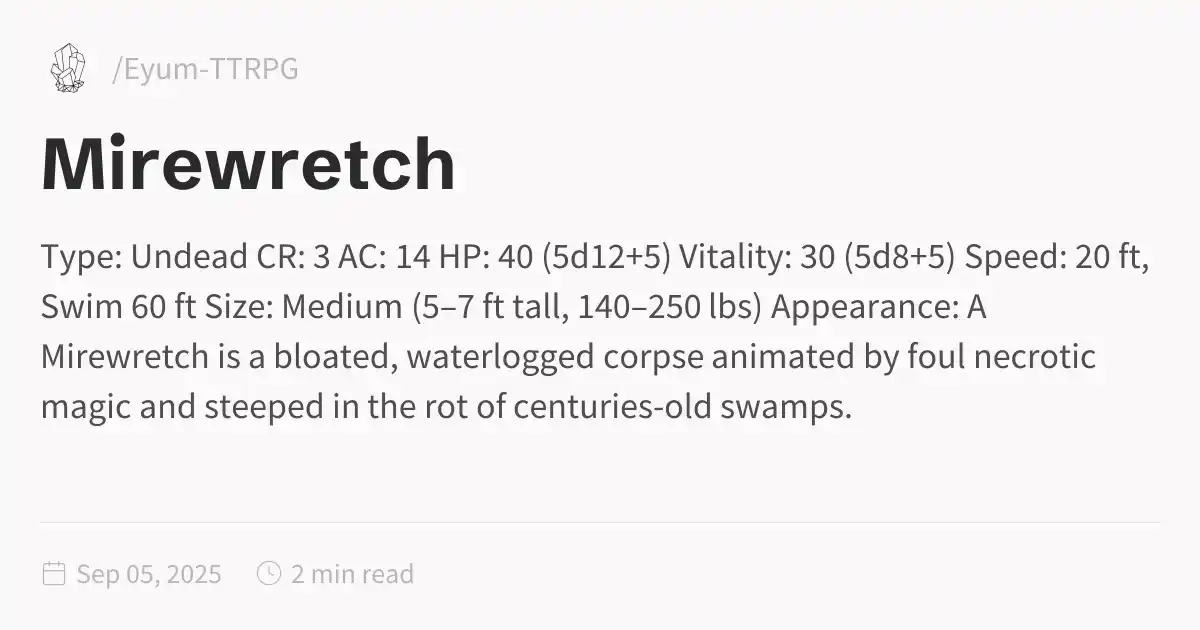 /Eyum-TTRPG
Mirewretch
Type: Undead CR: 3 AC: 14 HP: 40 (5d12+5) Vitality: 30 (5d8+5) Speed: 20 ft,
Swim 60 ft Size: Medium (5–7 ft tall, 140–250 lbs) Appearance: A
Mirewretch is a bloated, waterlogged corpse animated by foul necrotic
magic and steeped in the rot of centuries-old swamps.
Sep 05, 2025 2 min read